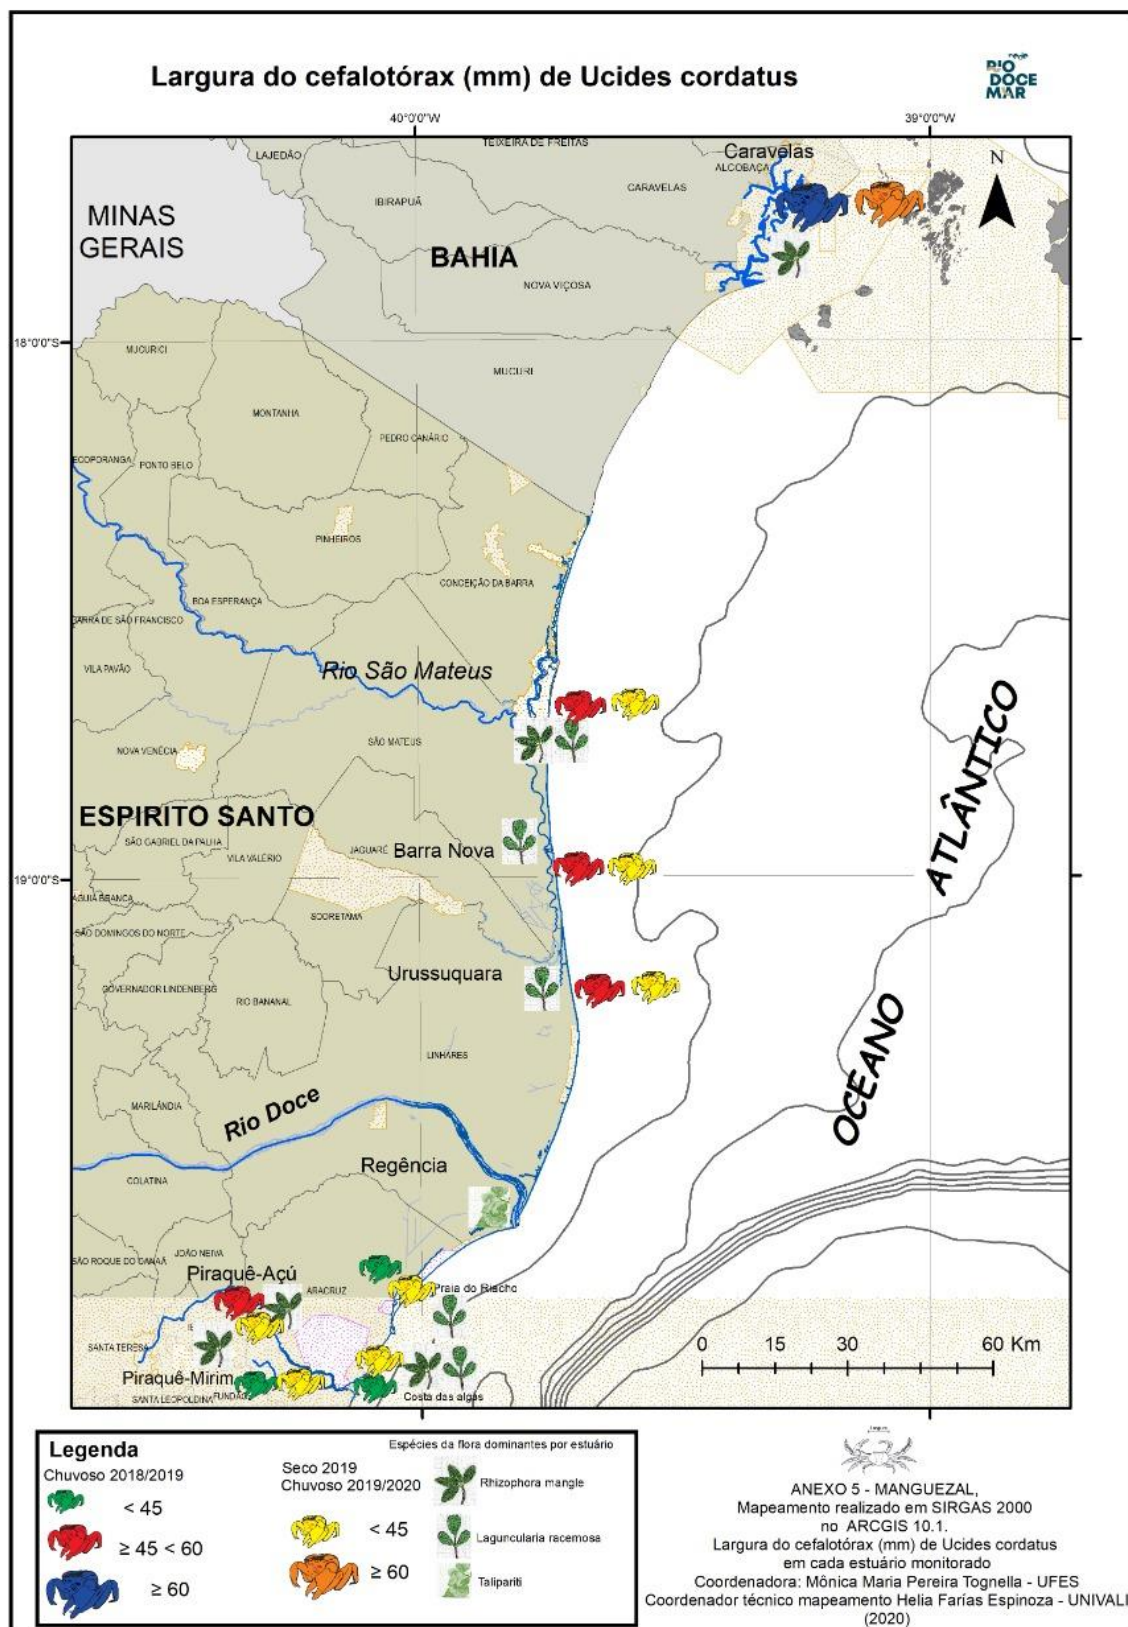 Largura do cefalotórax (mm) de Ucides cordatus
RIO
DOCE
MAR
40°0'0"W
39°0'0"W
TEIXEIRA DE FREITAS
LAJEDÃO
Caravelas
ALCOBAÇA
N
CARAVELAS
IBIRAPUÃ
MINAS
GERAIS
BAHIA
NOVA VIÇOSA
18°0'0"S
MUCURICI
MUCURI
MONTANHA
PEDRO CANÁRIO
ECOPORANGA
PONTO BELO
PINHEIROS
CONCEIÇÃO DA BARRA
BOA ESPERANÇA
BARRA DE SÃO FRANCISCO
VILA PAVÃO
Rio São Mateus
NOVA VENÉCIA
SÃO MATEUS
ATLÂNTICO
ESPIRITO SANTO
SÃO GABRIEL DA PALHA
VILA VALÉRIO
JAGUARÉ
Barra Nova
19°0'0"S
ÁGUIA BRANCA
SOORETAMA
SÃO DOMINGOS DO NORTE
Urussuquara
GOVERNADOR LINDENBERG
RIO BANANAL
OCEANO
LINHARES
MARILÂNDIA
Rio Doce
Regência
COLATINA
SÃO ROQUE DO CANAÃ
JOÃO NEIVA
Piraquê-Açú
ARACRUZ
Praia do Riacho
SANTA TERESA
0 15 30 60 Km
Piraquê-Mirim
SANTA LEOPOLDINA
Costa das algas
Legenda
Espécies da flora dominantes por estuário
Chuvoso 2018/2019
Seco 2019
Chuvoso 2019/2020
Rhizophora mangle
< 45
< 45
≥ 45 < 60
Laguncularia racemosa
≥ 60
≥ 60
Talipariti
ANEXO 5 - MANGUEZAL,
Mapeamento realizado em SIRGAS 2000
no ARCGIS 10.1.
Largura do cefalotórax (mm) de Ucides cordatus
em cada estuário monitorado
Coordenadora: Mônica Maria Pereira Tognella - UFES
Coordenador técnico mapeamento Helia Farías Espinoza - UNIVALI
(2020)